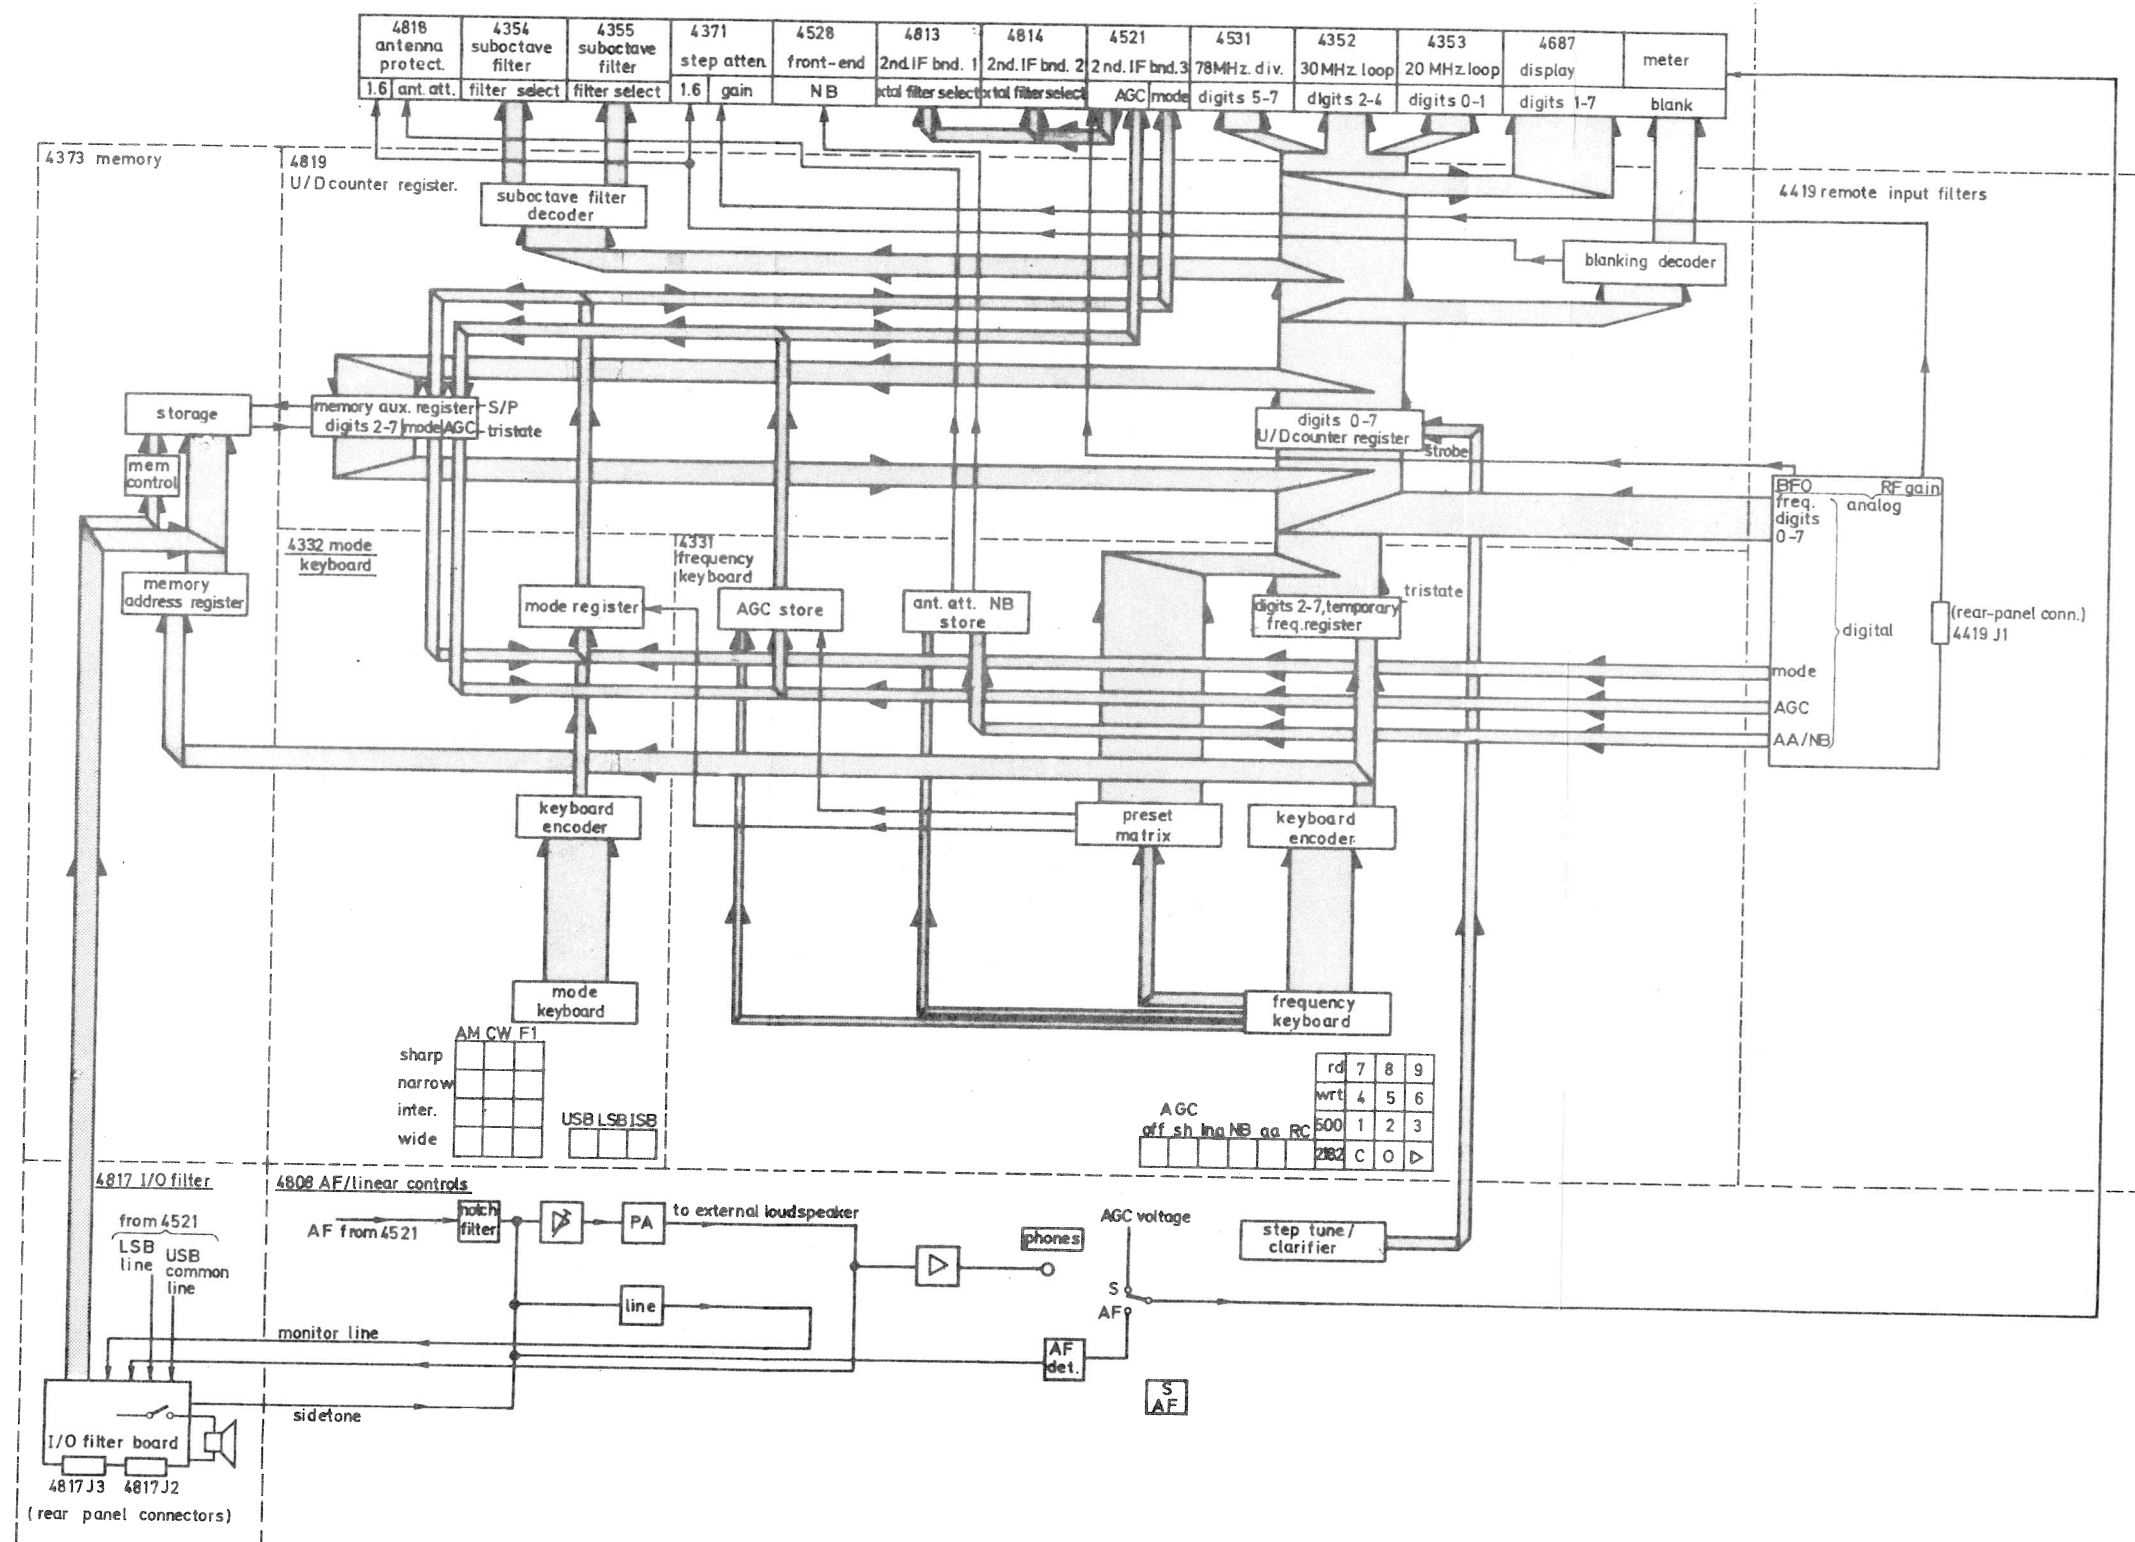 4818 antenna protect.
4354 suboctave filter
4355 suboctave filter
4371 step atten.
4528 front-end
4813 2nd. IF bnd. 1
4814 2nd. IF bnd. 2
4521 2nd. IF bnd. 3
4531 78MHz. div.
4352 30MHz. loop
4353 20 MHz. loop
4687 display
meter
1.6
ant. att.
filter select
filter select
1.6
gain
NB
xtal filter select
xtal filter select
AGC
mode
digits 5-7
digits 2-4
digits 0-1
digits 1-7
blank
4373 memory
4819
U/D counter register.
suboctave filter
decoder
4419 remote input filters
blanking decoder
storage
memory aux. register
digits 2-7 mode AGC
S/P
tristate
digits 0-7
U/D counter register
strobe
mem
control
BFO
RF gain
analog
freq.
digits
0-7
4332 mode
keyboard
4331
frequency
keyboard
memory
address register
mode register
AGC store
ant. att. NB
store
digits 2-7, temporary
freq. register
tristate
(rear-panel conn.)
4419 J1
digital
mode
AGC
AA/NB
keyboard
encoder
preset
matrix
keyboard
encoder
mode
keyboard
frequency
keyboard
AM CW F1
sharp
narrow
inter.
wide
USB LSB ISB
AGC
off sh lng NB aa RC
rd 7 8 9
wrt 4 5 6
500 1 2 3
2182 C O ▷
4817 I/O filter
4808 AF/linear controls
from 4521
LSB
line
USB
common
line
AF from 4521
notch
filter
PA
to external loudspeaker
phones
AGC voltage
step tune/
clarifier
line
S
AF
monitor line
AF
det.
S
AF
sidetone
I/O filter board
4817 J3
4817 J2
(rear panel connectors)